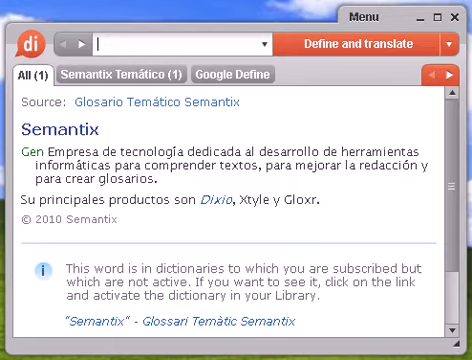 Menu
di
Define and translate
All (1)
Semantix Temático (1)
Google Define
Source: Glosario Temático Semantix
Semantix
Gen Empresa de tecnología dedicada al desarrollo de herramientas
informáticas para comprender textos, para mejorar la redacción y
para crear glosarios.
Su principales productos son Dixio, Xtyle y Gloxr.
© 2010 Semantix
i
This word is in dictionaries to which you are subscribed but
which are not active. If you want to see it, click on the link
and activate the dictionary in your Library.
"Semantix" - Glossari Temàtic Semantix